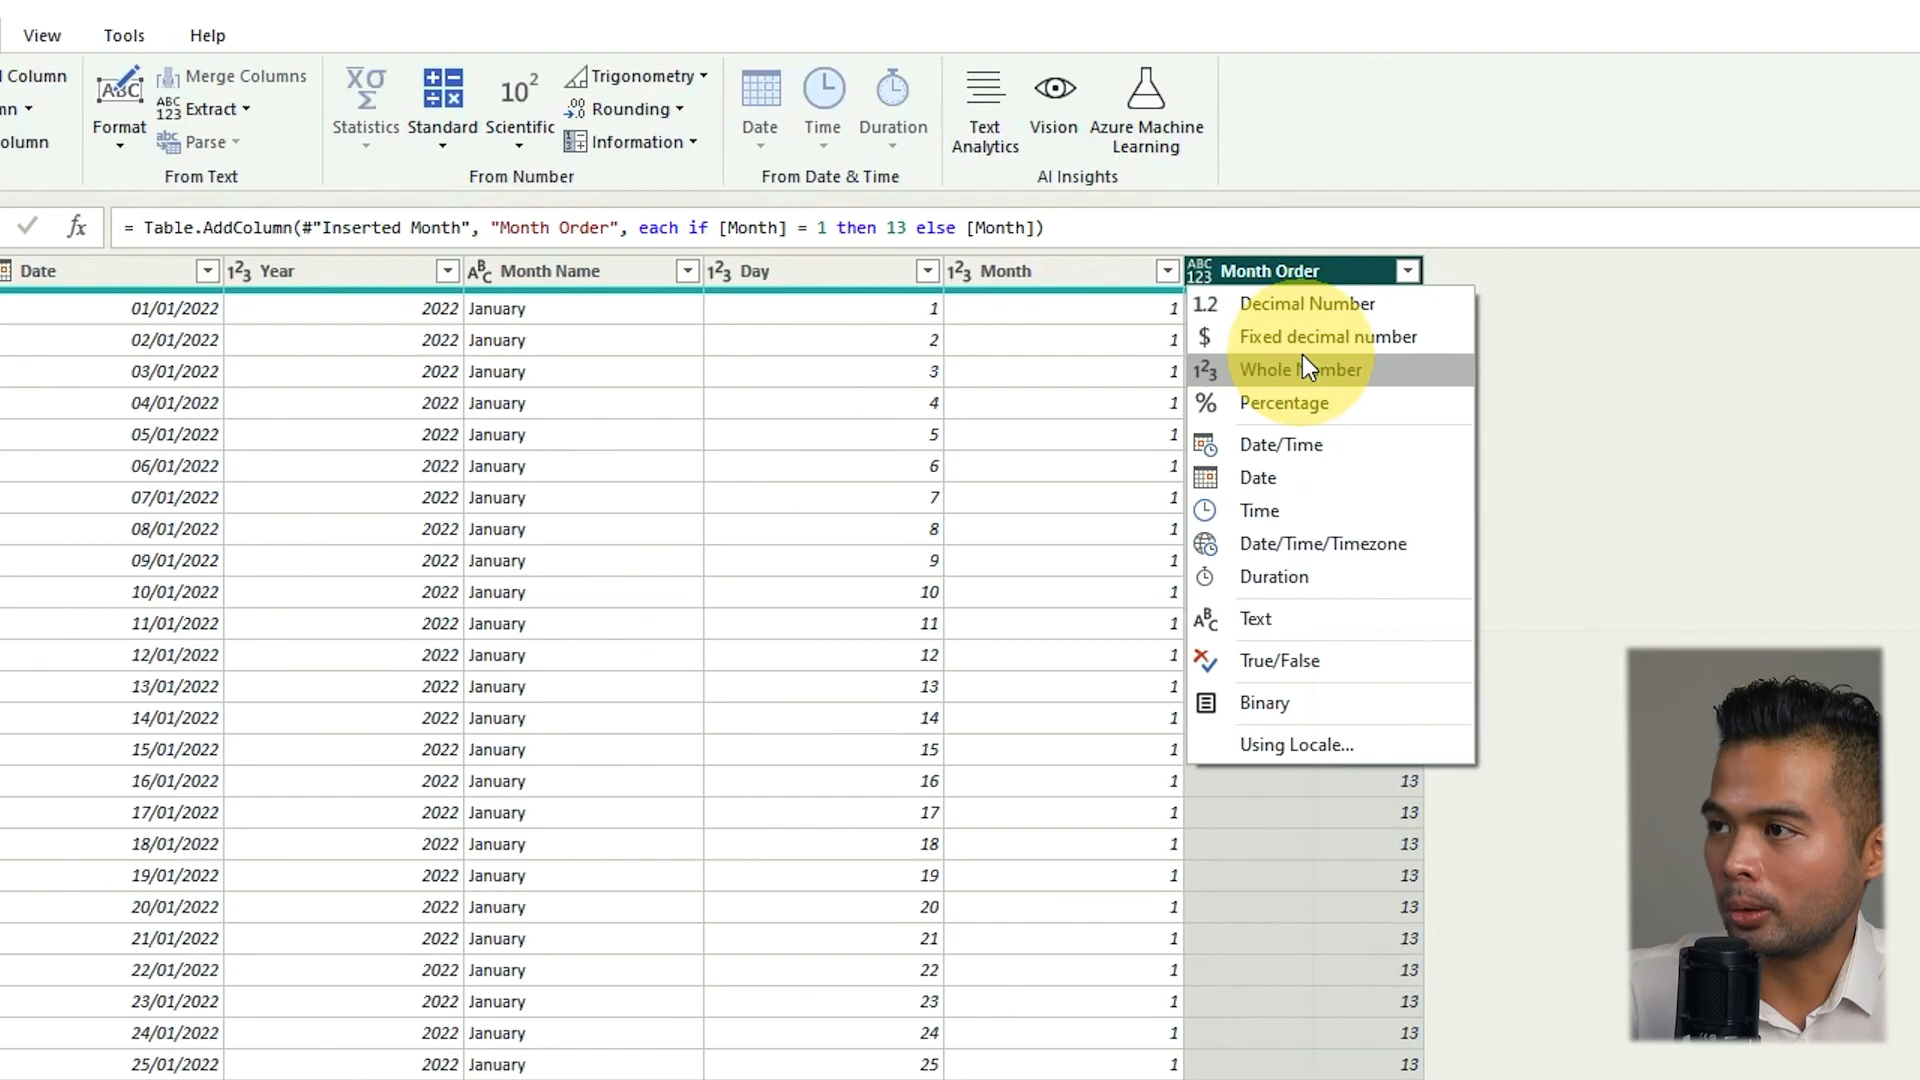 View Tools Help
l Column Merge Columns Trigonometry
Extract Rounding
Format Statistics Standard Scientific Date Time Duration Text Analytics Vision Azure Machine Learning
olumn Parse Information
From Text From Number From Date & Time AI Insights
fx = Table.AddColumn(#"Inserted Month", "Month Order", each if [Month] = 1 then 13 else [Month])
Date Year Month Name Day Month Month Order
01/01/2022 2022 January 1 1
02/01/2022 2022 January 2 1
03/01/2022 2022 January 3 1
04/01/2022 2022 January 4 1
05/01/2022 2022 January 5 1
06/01/2022 2022 January 6 1
07/01/2022 2022 January 7 1
08/01/2022 2022 January 8 1
09/01/2022 2022 January 9 1
10/01/2022 2022 January 10 1
11/01/2022 2022 January 11 1
12/01/2022 2022 January 12 1
13/01/2022 2022 January 13 1
14/01/2022 2022 January 14 1
15/01/2022 2022 January 15 1
16/01/2022 2022 January 16 1 13
17/01/2022 2022 January 17 1 13
18/01/2022 2022 January 18 1 13
19/01/2022 2022 January 19 1 13
20/01/2022 2022 January 20 1 13
21/01/2022 2022 January 21 1 13
22/01/2022 2022 January 22 1 13
23/01/2022 2022 January 23 1 13
24/01/2022 2022 January 24 1 13
25/01/2022 2022 January 25 1 13
1.2 Decimal Number
$ Fixed decimal number
123 Whole Number
% Percentage
Date/Time
Date
Time
Date/Time/Timezone
Duration
ABC Text
True/False
Binary
Using Locale...